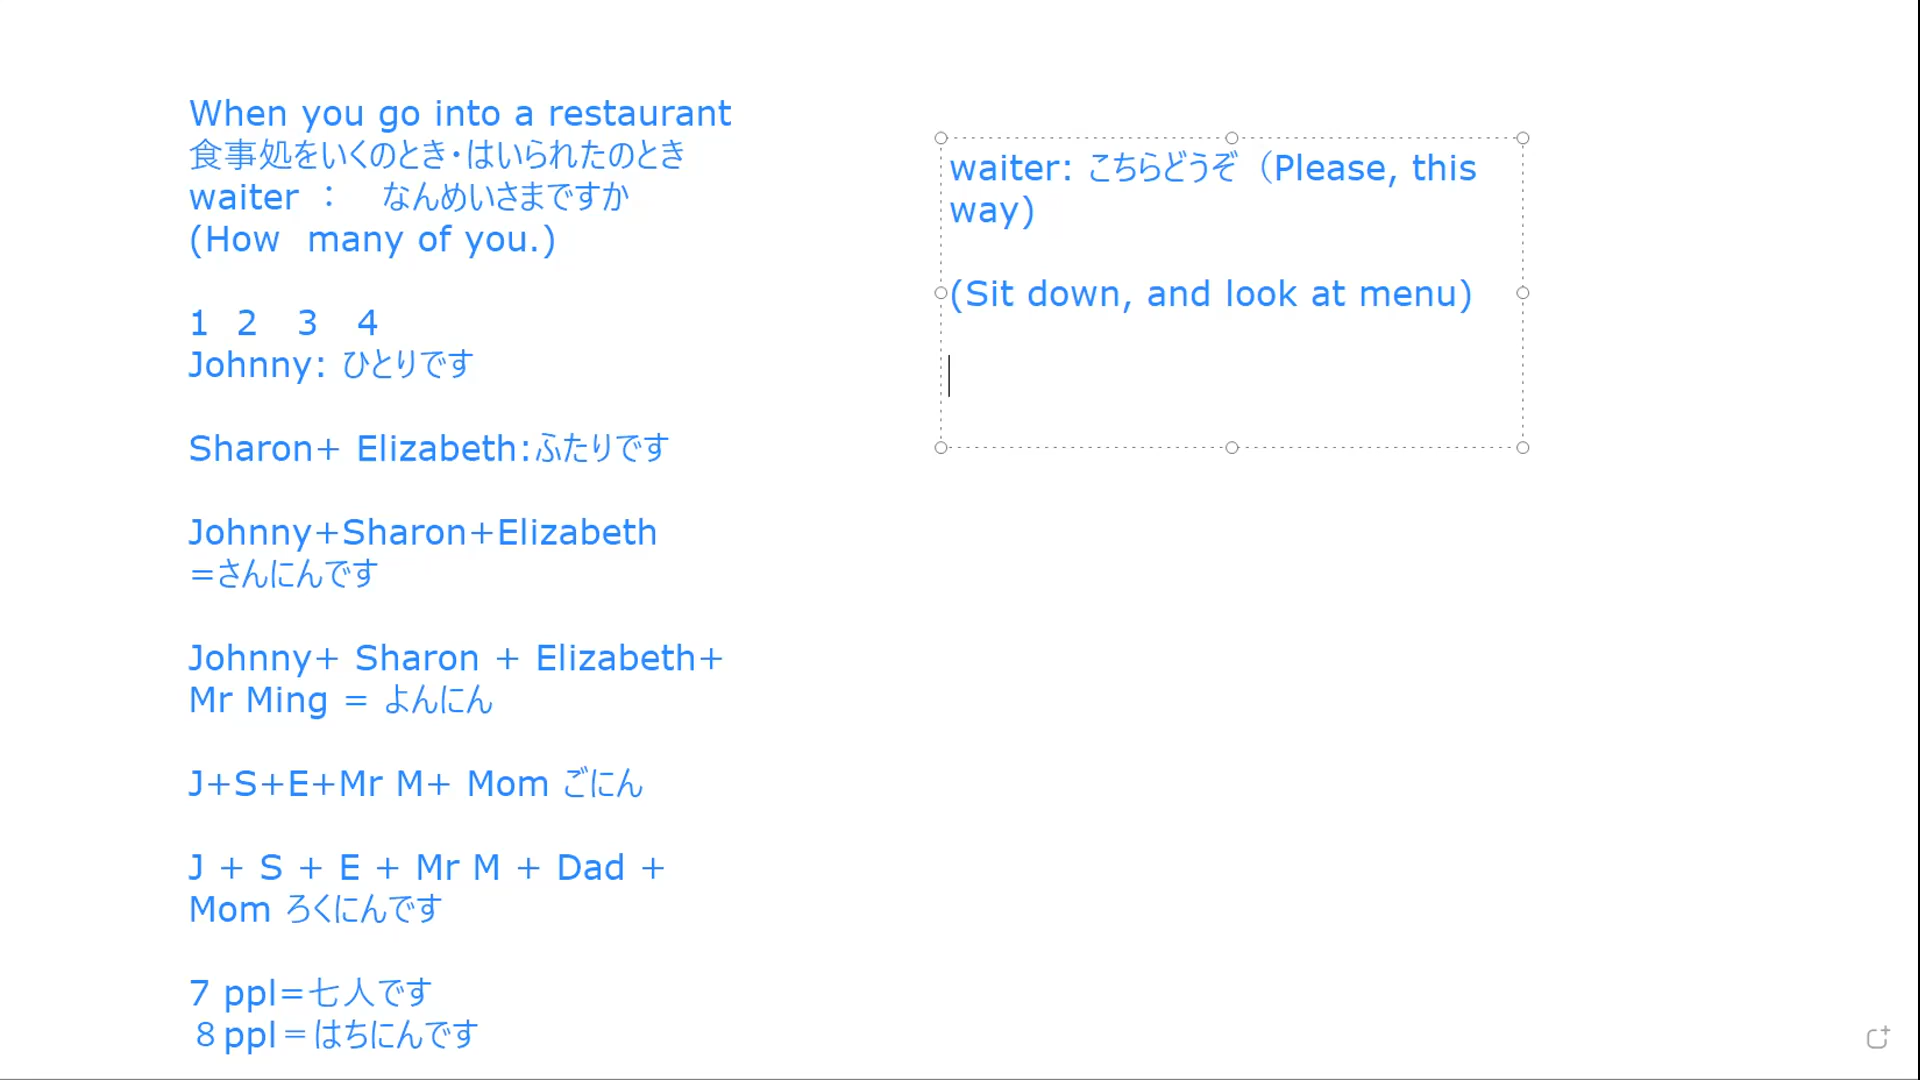 When you go into a restaurant
食事処をいくのとき・はいられたのとき
waiter ： なんめいさまですか
(How many of you.)
1 2 3 4
Johnny: ひとりです
Sharon+ Elizabeth:ふたりです
Johnny+Sharon+Elizabeth
=さんにんです
Johnny+ Sharon + Elizabeth+
Mr Ming = よんにん
J+S+E+Mr M+ Mom ごにん
J + S + E + Mr M + Dad +
Mom ろくにんです
7 ppl=七人です
８ppl＝はちにんです
waiter: こちらどうぞ（Please, this
way)
(Sit down, and look at menu)